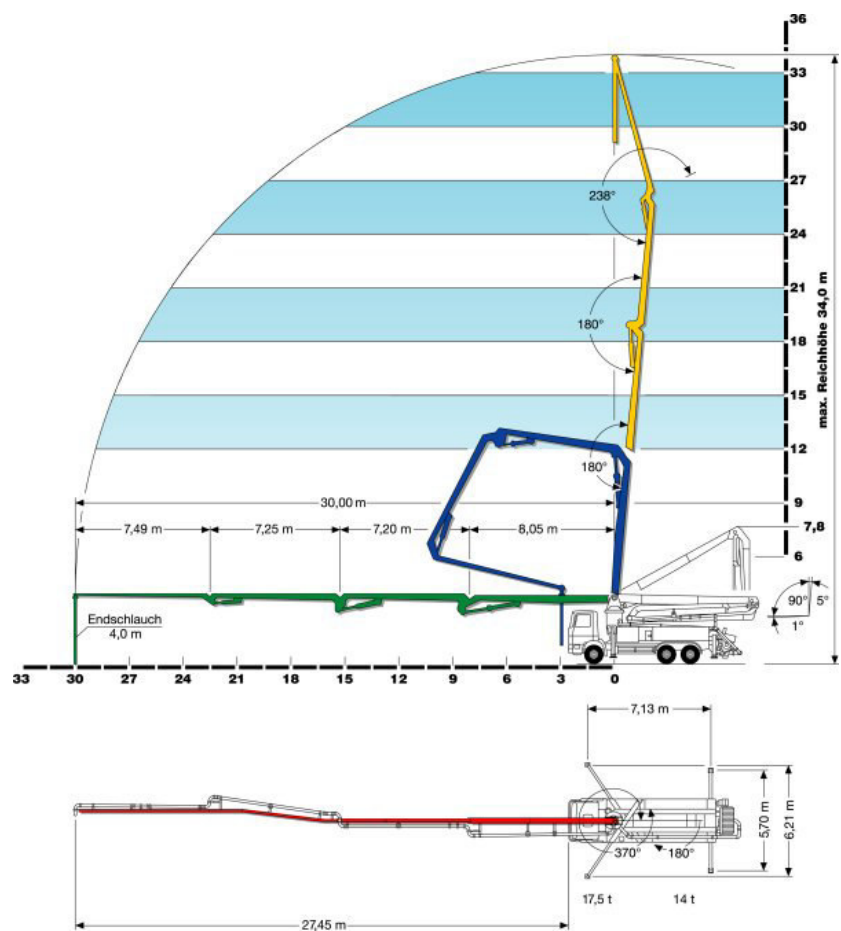 36
33
30
27
24
21
18
15
12
9
7,8
6
max. Reichhöhe 34,0 m
238°
180°
180°
30,00 m
7,49 m
7,25 m
7,20 m
8,05 m
Endschlauch
4,0 m
90°
5°
1°
33
30
27
24
21
18
15
12
9
6
3
0
7,13 m
5,70 m
6,21 m
370°
180°
17,5 t
14 t
27,45 m